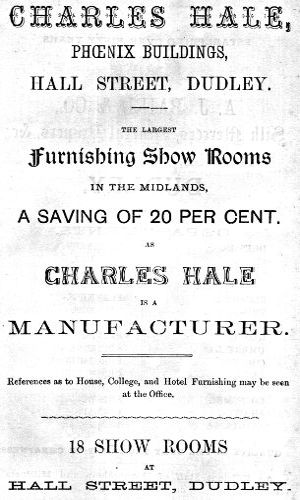 CHARLES HALE,
PHŒNIX BUILDINGS,
HALL STREET, DUDLEY.
THE LARGEST
Furnishing Show Rooms
IN THE MIDLANDS,
A SAVING OF 20 PER CENT.
AS
CHARLES HALE
IS A
MANUFACTURER.
References as to House, College, and Hotel Furnishing may be seen
at the Office.
18 SHOW ROOMS
AT
HALL STREET, DUDLEY.